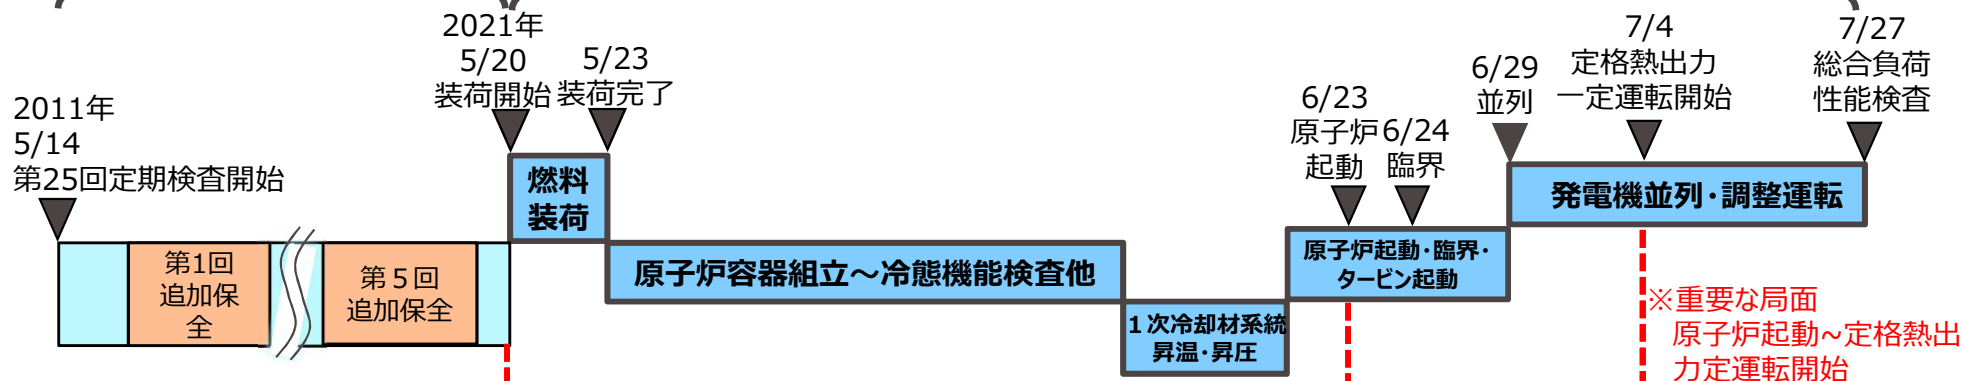 2011年
5/14
第25回定期検査開始
2021年
5/20
装荷開始
5/23
装荷完了
6/23
原子炉
起動
6/24
臨界
6/29
並列
7/4
定格熱出力
一定運転開始
7/27
総合負荷
性能検査
第1回
追加保
全
第５回
追加保全
燃料
装荷
原子炉容器組立～冷態機能検査他
１次冷却材系統
昇温・昇圧
原子炉起動・臨界・
タービン起動
発電機並列・調整運転
※重要な局面
原子炉起動~定格熱出
力定運転開始